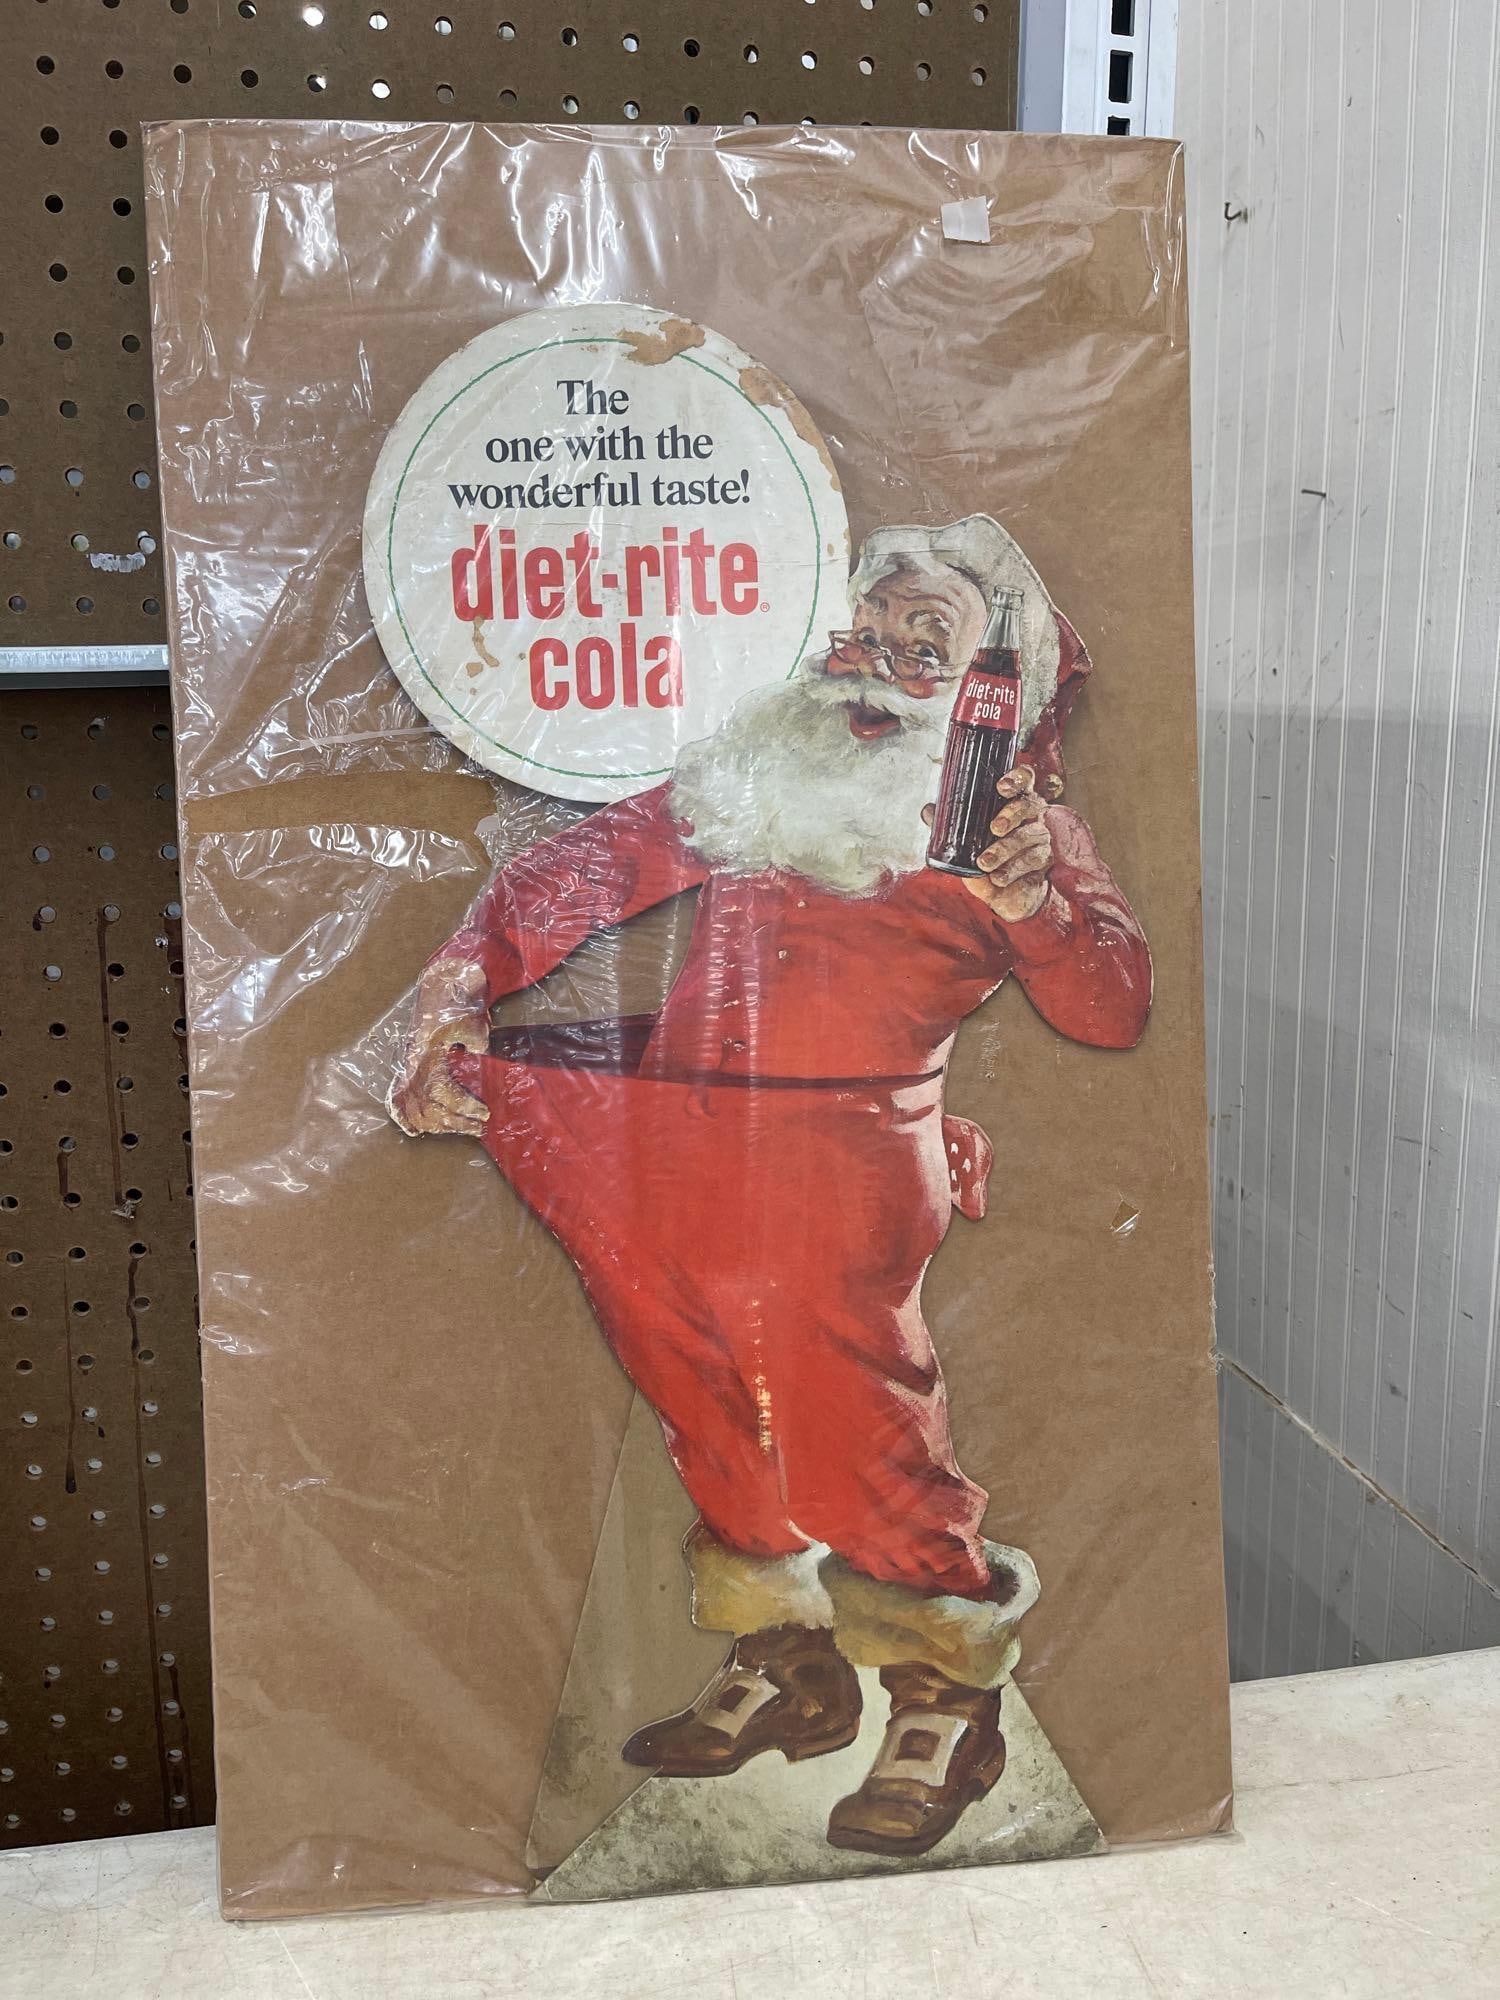 The
one with the
wonderful taste!
diet-rite®
cola
diet-rite
cola